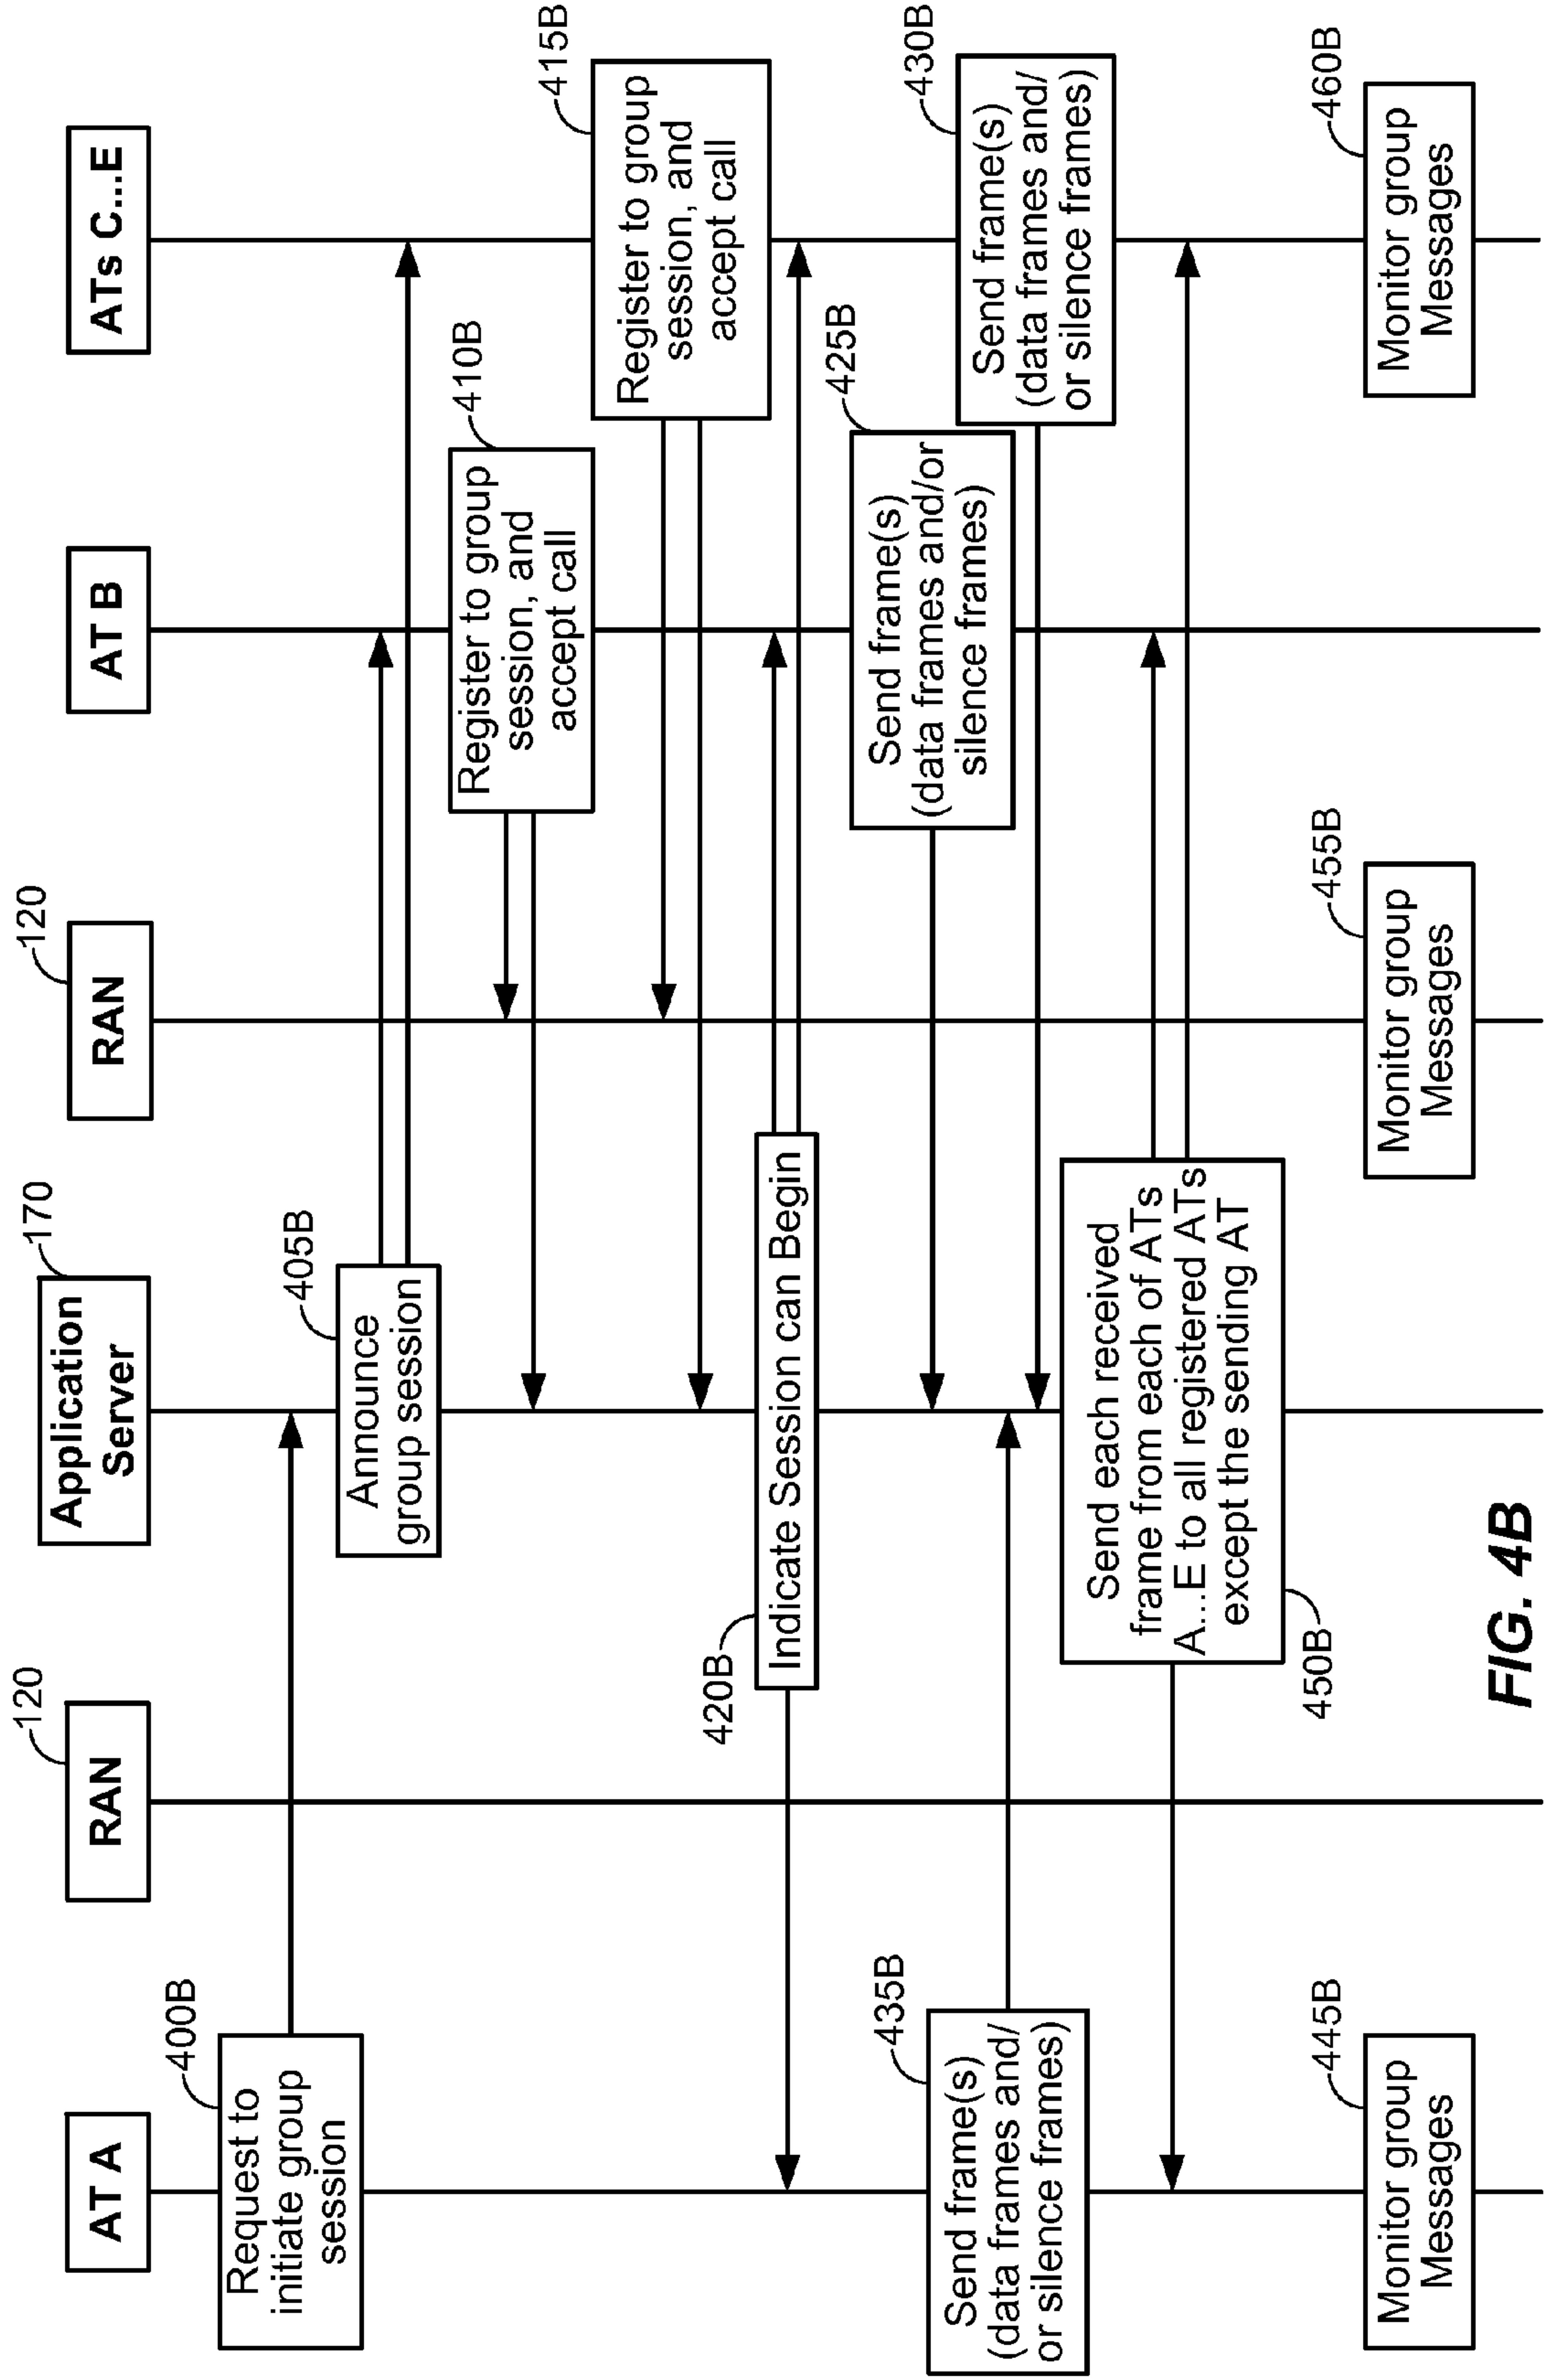 AT A
RAN
120
Application
Server
170
RAN
120
AT B
ATs C...E
400B
Request to
initiate group
session
405B
Announce
group session
410B
Register to group
session, and
accept call
415B
Register to group
session, and
accept call
420B
Indicate Session can Begin
425B
Send frame(s)
(data frames and/or
silence frames)
430B
Send frame(s)
(data frames and/
or silence frames)
435B
Send frame(s)
(data frames and/
or silence frames)
450B
Send each received
frame from each of ATs
A...E to all registered ATs
except the sending AT
445B
Monitor group
Messages
455B
Monitor group
Messages
460B
Monitor group
Messages
FIG. 4B